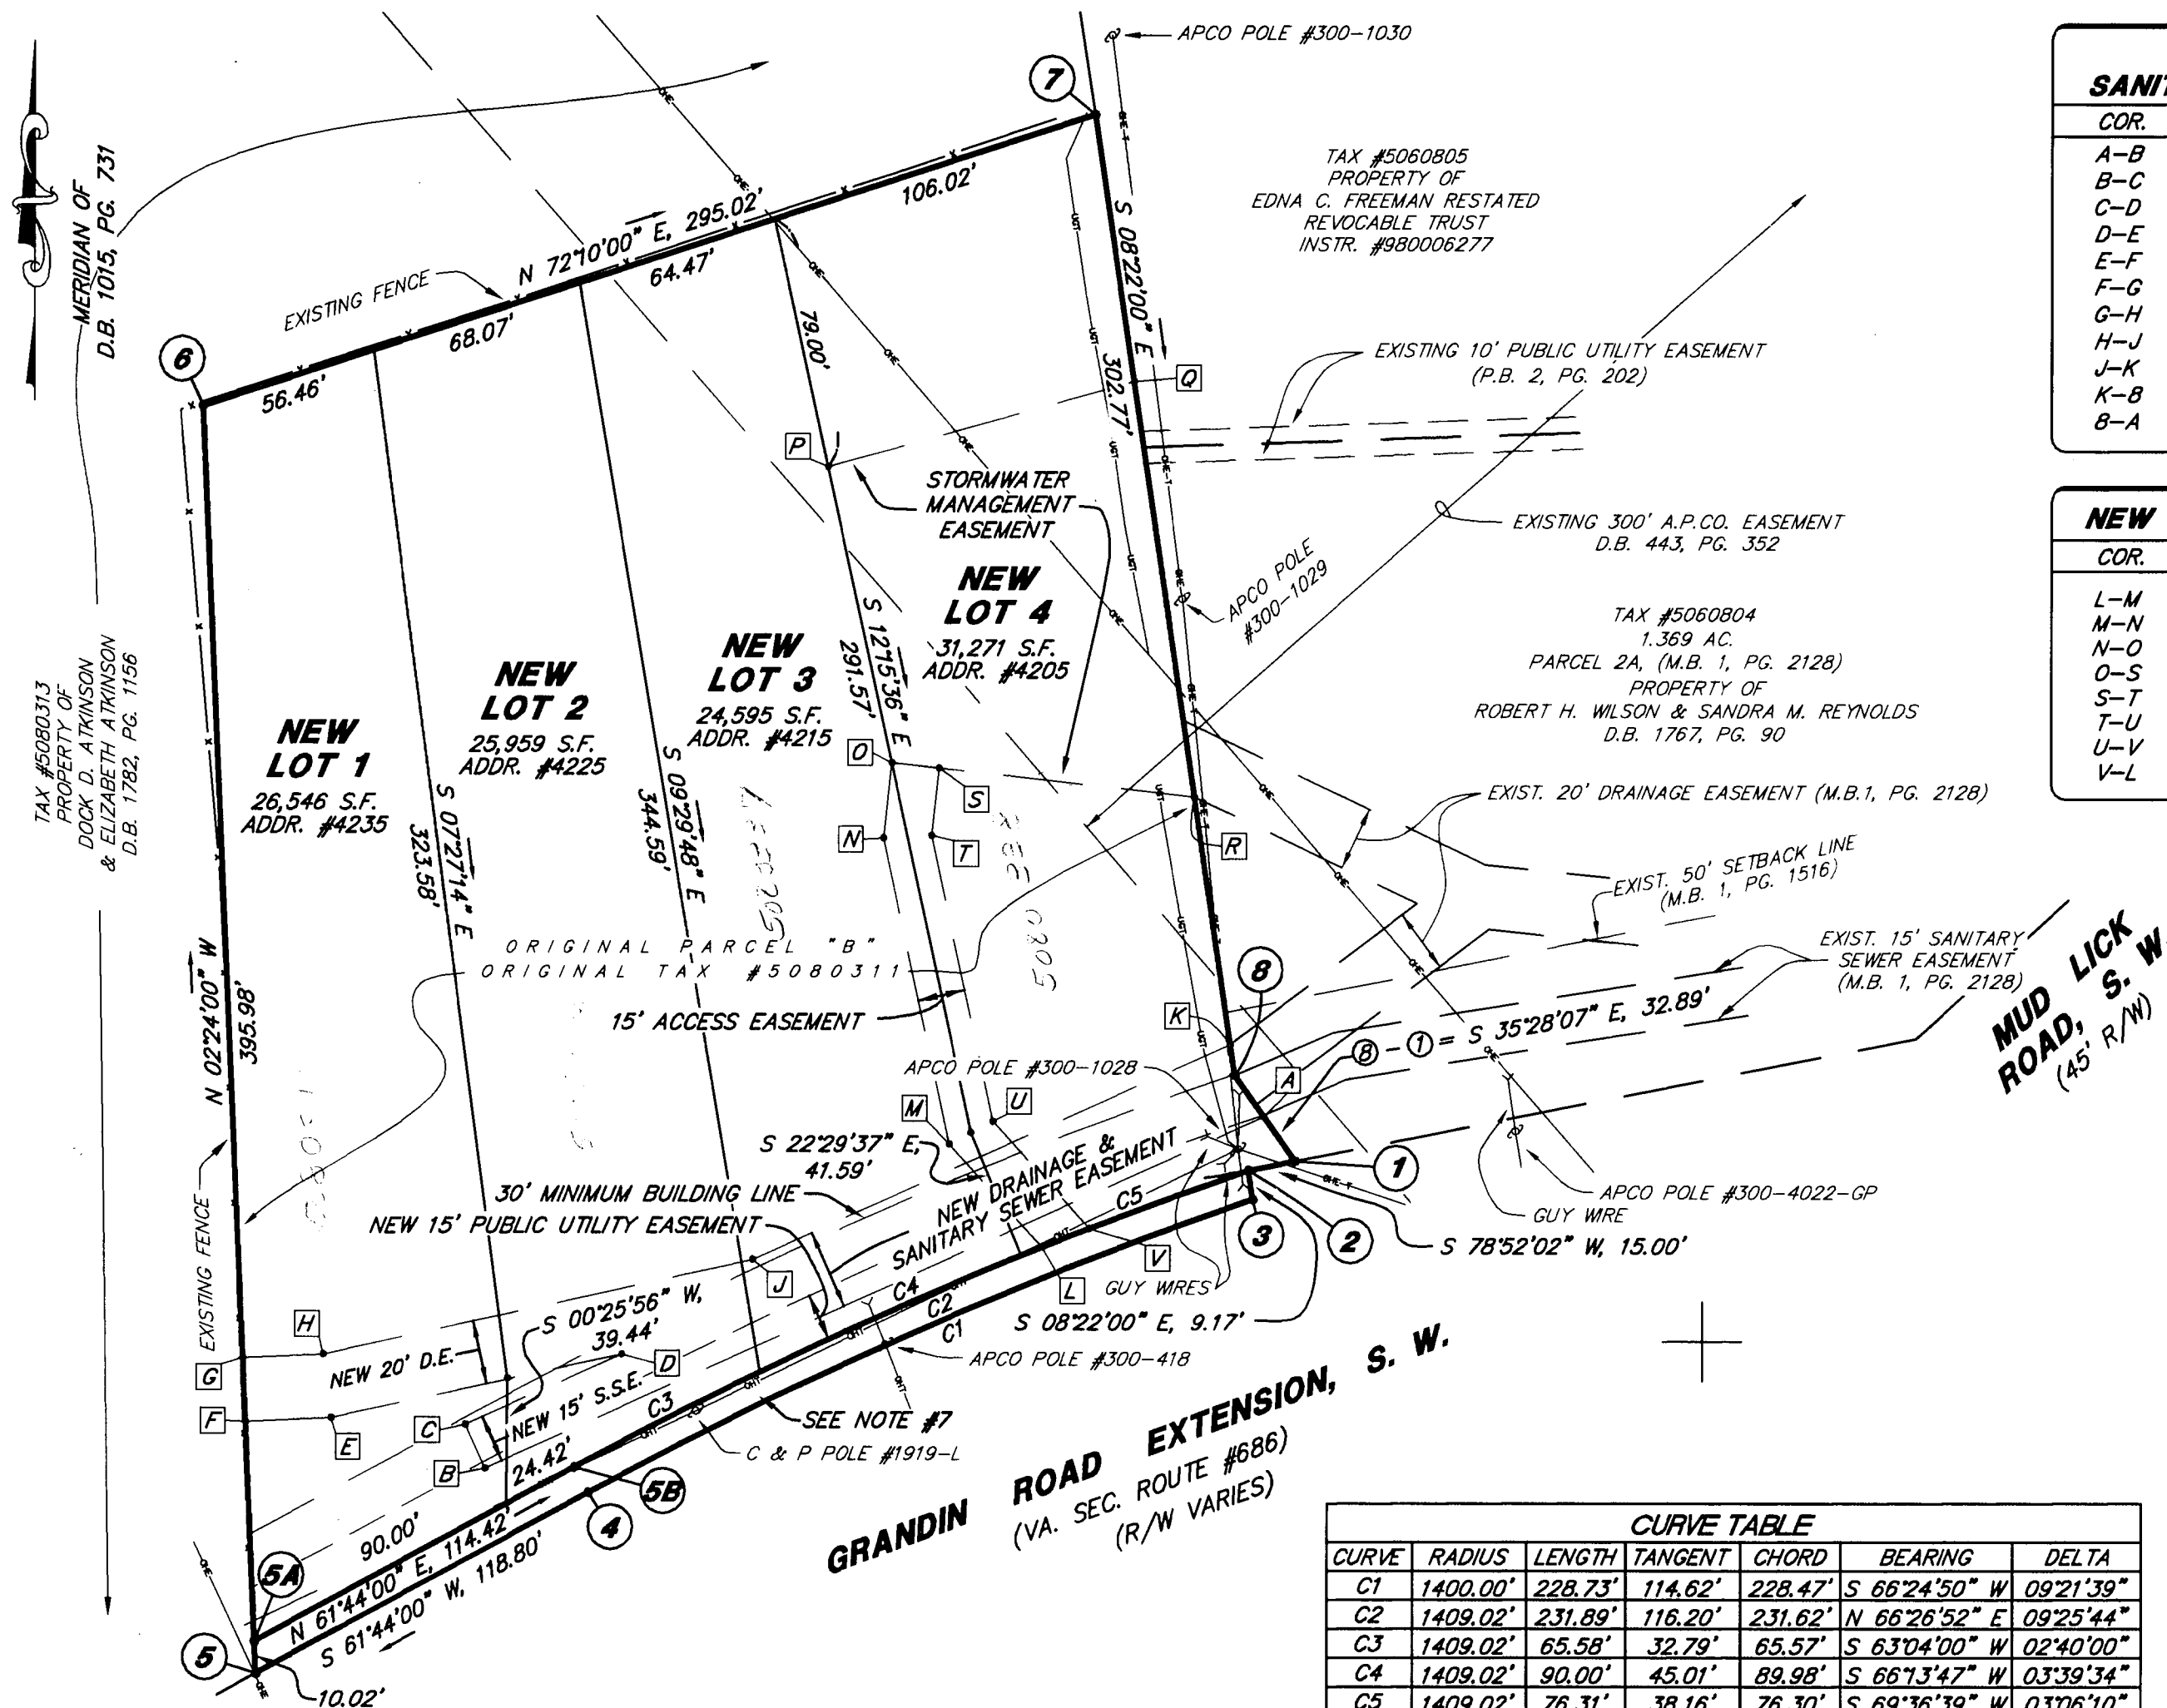 APCO POLE #300-1030
7
MERIDIAN OF
D.B. 1015, PG. 731
TAX #5060805
PROPERTY OF
EDNA C. FREEMAN RESTATED
REVOCABLE TRUST
INSTR. #980006277
N 72°10'00" E, 295.02'
106.02'
64.47'
68.07'
56.46'
EXISTING FENCE
6
S 08°22'00" E
302.77'
79.00'
Q
P
EXISTING 10' PUBLIC UTILITY EASEMENT
(P.B. 2, PG. 202)
STORMWATER
MANAGEMENT
EASEMENT
EXISTING 300' A.P.CO. EASEMENT
D.B. 443, PG. 352
APCO POLE
#300-1029
TAX #5080313
PROPERTY OF
DOCK D. ATKINSON
& ELIZABETH ATKINSON
D.B. 1782, PG. 1156
NEW
LOT 1
26,546 S.F.
ADDR. #4235
NEW
LOT 2
25,959 S.F.
ADDR. #4225
NEW
LOT 3
24,595 S.F.
ADDR. #4215
NEW
LOT 4
31,271 S.F.
ADDR. #4205
TAX #5060804
1.369 AC.
PARCEL 2A, (M.B. 1, PG. 2128)
PROPERTY OF
ROBERT H. WILSON & SANDRA M. REYNOLDS
D.B. 1767, PG. 90
S 07°27'14" E
323.58'
S 09°29'48" E
344.59'
S 12°15'36" E
291.57'
O
S
N
T
R
EXIST. 20' DRAINAGE EASEMENT (M.B.1, PG. 2128)
EXIST. 50' SETBACK LINE
(M.B. 1, PG. 1516)
EXIST. 15' SANITARY
SEWER EASEMENT
(M.B. 1, PG. 2128)
MUD LICK
ROAD, S. W.
(45' R/W)
ORIGINAL PARCEL "B"
ORIGINAL TAX #5080311
N 02°24'00" W
395.98'
15' ACCESS EASEMENT
8
K
A
8 - 1 = S 35°28'07" E, 32.89'
APCO POLE #300-1028
M
U
S 22°29'37" E,
41.59'
30' MINIMUM BUILDING LINE
NEW 15' PUBLIC UTILITY EASEMENT
NEW DRAINAGE &
SANITARY SEWER EASEMENT
1
APCO POLE #300-4022-GP
GUY WIRE
2
3
S 78°52'02" W, 15.00'
C5
V
L
GUY WIRES
S 08°22'00" E, 9.17'
C4
C2
C1
J
EXISTING FENCE
H
G
F
E
S 00°25'56" W,
39.44'
NEW 20' D.E.
D
NEW 15' S.S.E.
C
B
C3
APCO POLE #300-418
SEE NOTE #7
C & P POLE #1919-L
24.42'
5B
4
90.00'
5A
N 61°44'00" E, 114.42'
S 61°44'00" W, 118.80'
5
10.02'
GRANDIN ROAD EXTENSION, S. W.
(VA. SEC. ROUTE #686)
(R/W VARIES)
SANIT
COR.
A-B
B-C
C-D
D-E
E-F
F-G
G-H
H-J
J-K
K-8
8-A
NEW
COR.
L-M
M-N
N-O
O-S
S-T
T-U
U-V
V-L
CURVE TABLE
CURVE RADIUS LENGTH TANGENT CHORD BEARING DELTA
C1 1400.00' 228.73' 114.62' 228.47' S 66°24'50" W 09°21'39"
C2 1409.02' 231.89' 116.20' 231.62' N 66°26'52" E 09°25'44"
C3 1409.02' 65.58' 32.79' 65.57' S 63°04'00" W 02°40'00"
C4 1409.02' 90.00' 45.01' 89.98' S 66°13'47" W 03°39'34"
C5 1409.02' 76.31' 38.16' 76.30' S 69°36'39" W 03°06'10"